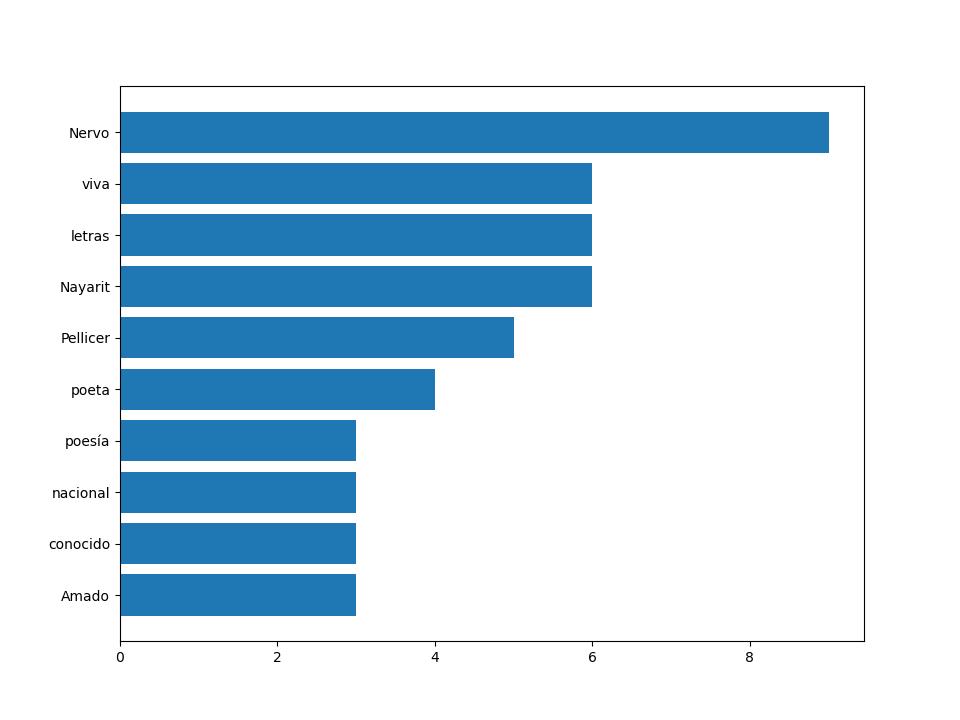 Nervo
viva
letras
Nayarit
Pellicer
poeta
poesía
nacional
conocido
Amado
0 2 4 6 8